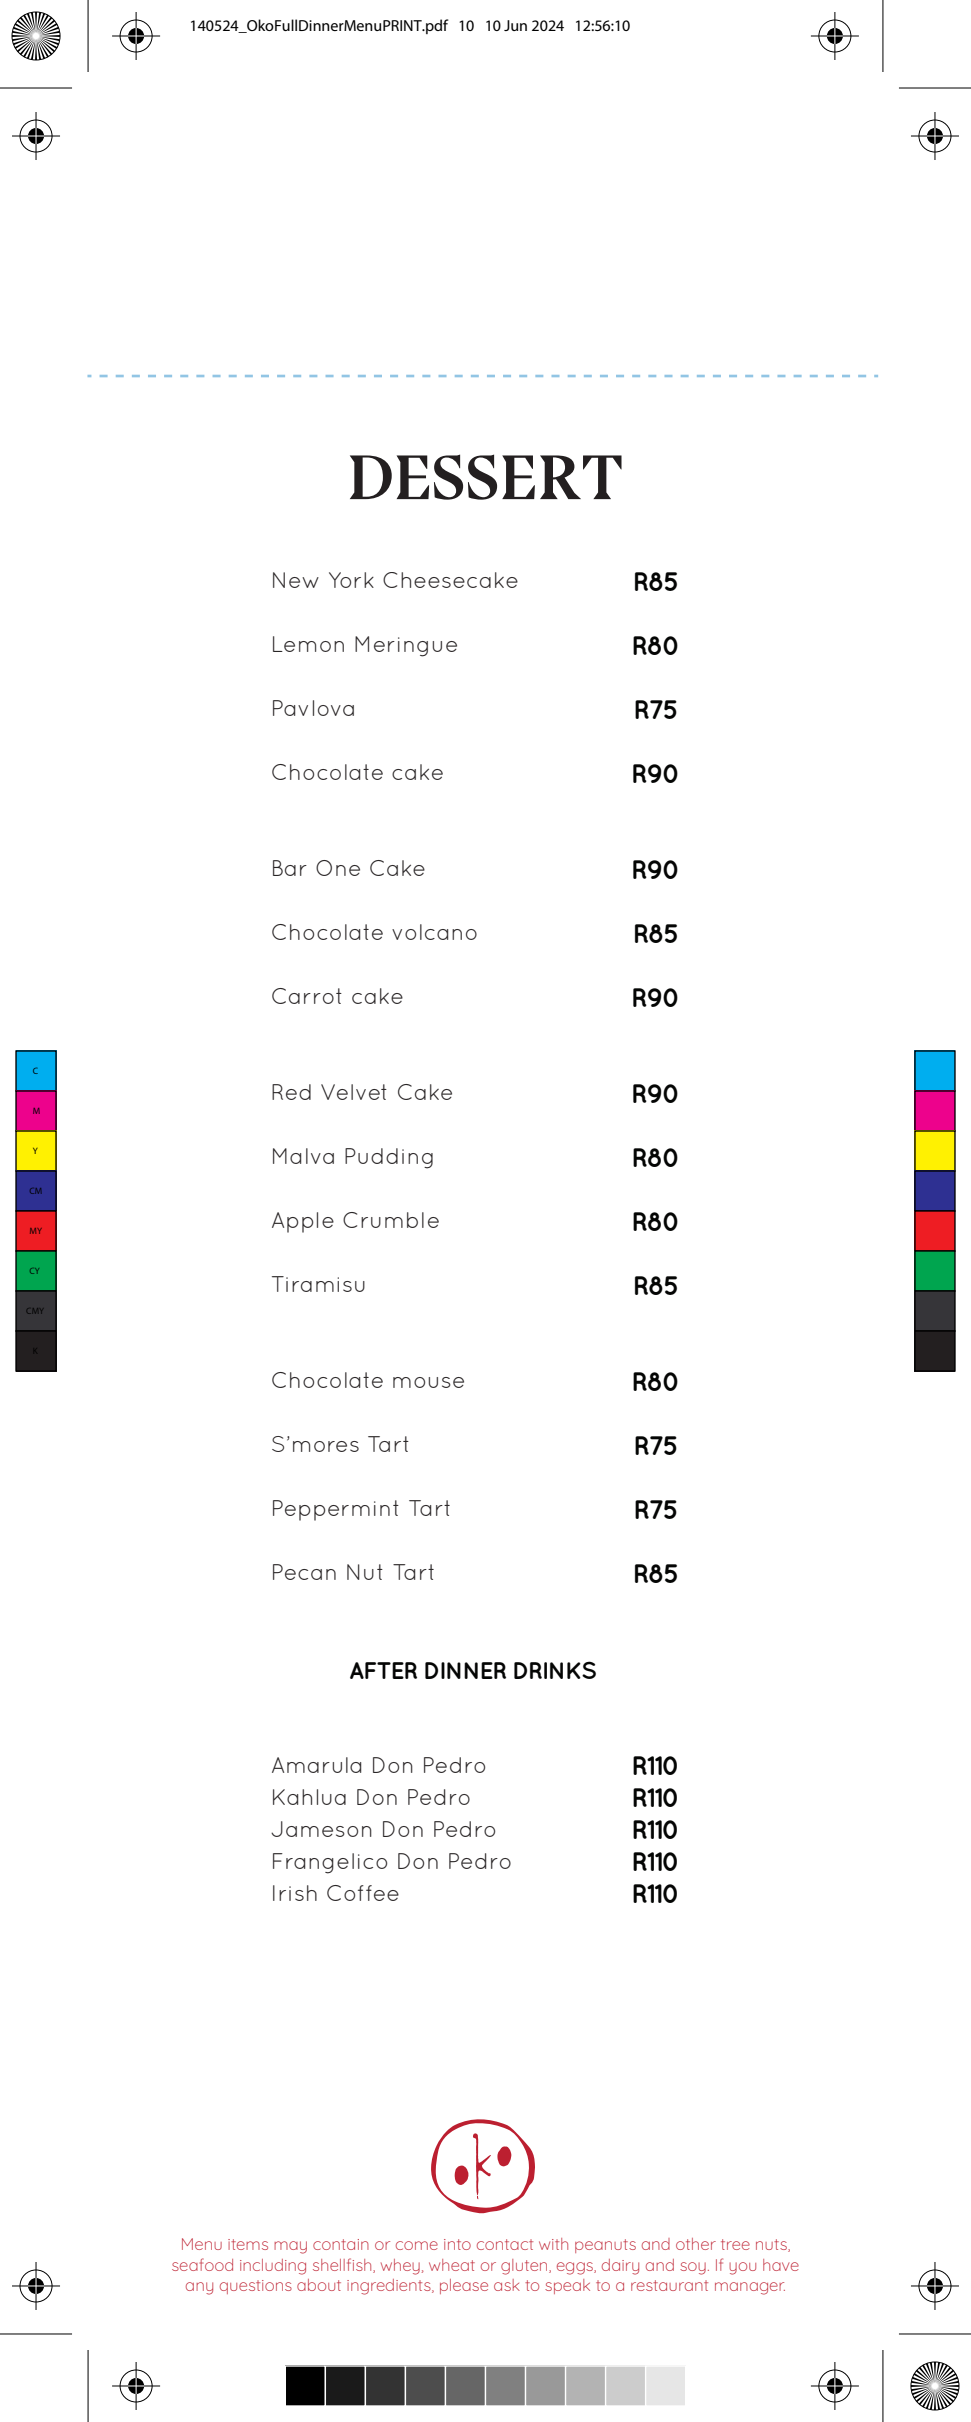 140524_OkoFullDinnerMenuPRINT.pdf 10 10 Jun 2024 12:56:10
DESSERT
New York Cheesecake R85
Lemon Meringue R80
Pavlova R75
Chocolate cake R90
Bar One Cake R90
Chocolate volcano R85
Carrot cake R90
Red Velvet Cake R90
Malva Pudding R80
Apple Crumble R80
Tiramisu R85
Chocolate mouse R80
S’mores Tart R75
Peppermint Tart R75
Pecan Nut Tart R85
AFTER DINNER DRINKS
Amarula Don Pedro R110
Kahlua Don Pedro R110
Jameson Don Pedro R110
Frangelico Don Pedro R110
Irish Coffee R110
C
M
Y
CM
MY
CY
CMY
K
oko
Menu items may contain or come into contact with peanuts and other tree nuts,
seafood including shellfish, whey, wheat or gluten, eggs, dairy and soy. If you have
any questions about ingredients, please ask to speak to a restaurant manager.